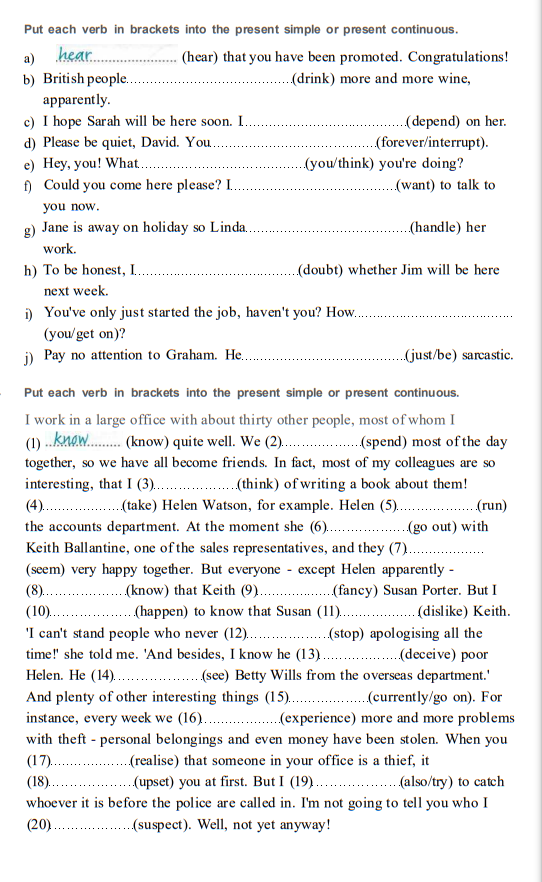 Put each verb in brackets into the present simple or present continuous.
a) hear.................... (hear) that you have been promoted. Congratulations!
b) British people........................................(drink) more and more wine,
apparently.
c) I hope Sarah will be here soon. I........................................(depend) on her.
d) Please be quiet, David. You........................................(forever/interrupt).
e) Hey, you! What........................................(you/think) you're doing?
f) Could you come here please? I........................................(want) to talk to
you now.
g) Jane is away on holiday so Linda........................................(handle) her
work.
h) To be honest, I........................................(doubt) whether Jim will be here
next week.
i) You've only just started the job, haven't you? How......................................
(you/get on)?
j) Pay no attention to Graham. He........................................(just/be) sarcastic.
Put each verb in brackets into the present simple or present continuous.
I work in a large office with about thirty other people, most of whom I
(1) ..know........ (know) quite well. We (2)....................(spend) most of the day
together, so we have all become friends. In fact, most of my colleagues are so
interesting, that I (3)....................(think) of writing a book about them!
(4)....................(take) Helen Watson, for example. Helen (5)....................(run)
the accounts department. At the moment she (6)....................(go out) with
Keith Ballantine, one of the sales representatives, and they (7)...................
(seem) very happy together. But everyone - except Helen apparently -
(8)....................(know) that Keith (9)..................(fancy) Susan Porter. But I
(10)....................(happen) to know that Susan (11)...................(dislike) Keith.
'I can't stand people who never (12)....................(stop) apologising all the
time!' she told me. 'And besides, I know he (13)....................(deceive) poor
Helen. He (14).....................(see) Betty Wills from the overseas department.'
And plenty of other interesting things (15)....................(currently/go on). For
instance, every week we (16)...................(experience) more and more problems
with theft - personal belongings and even money have been stolen. When you
(17)....................(realise) that someone in your office is a thief, it
(18)....................(upset) you at first. But I (19).....................(also/try) to catch
whoever it is before the police are called in. I'm not going to tell you who I
(20)....................(suspect). Well, not yet anyway!